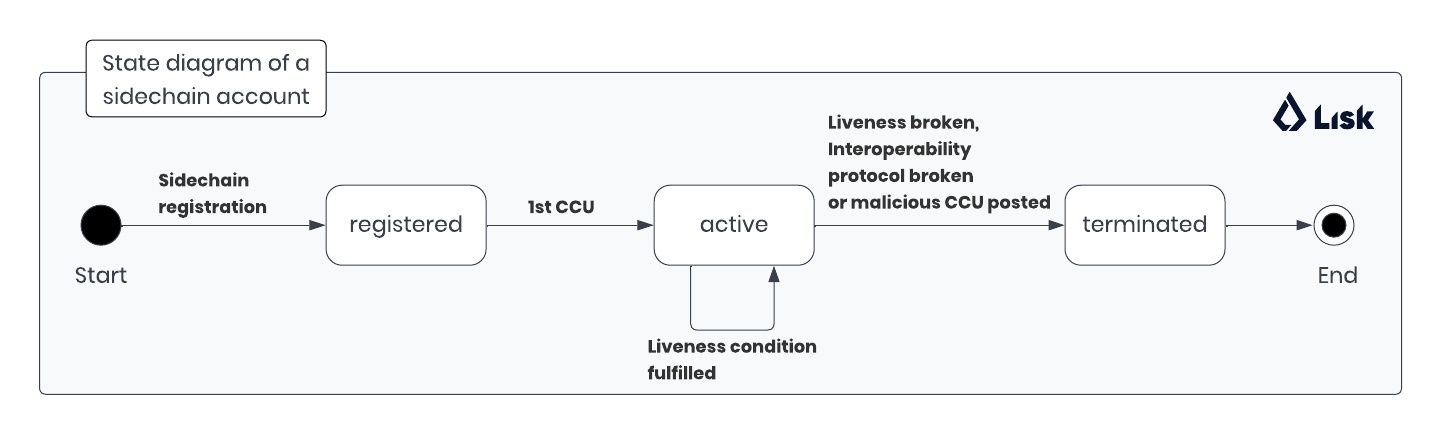 State diagram of a
sidechain account
Lisk
Sidechain
registration
1st CCU
Liveness broken,
Interoperability
protocol broken
or malicious CCU posted
registered
active
terminated
Start
End
Liveness condition
fulfilled